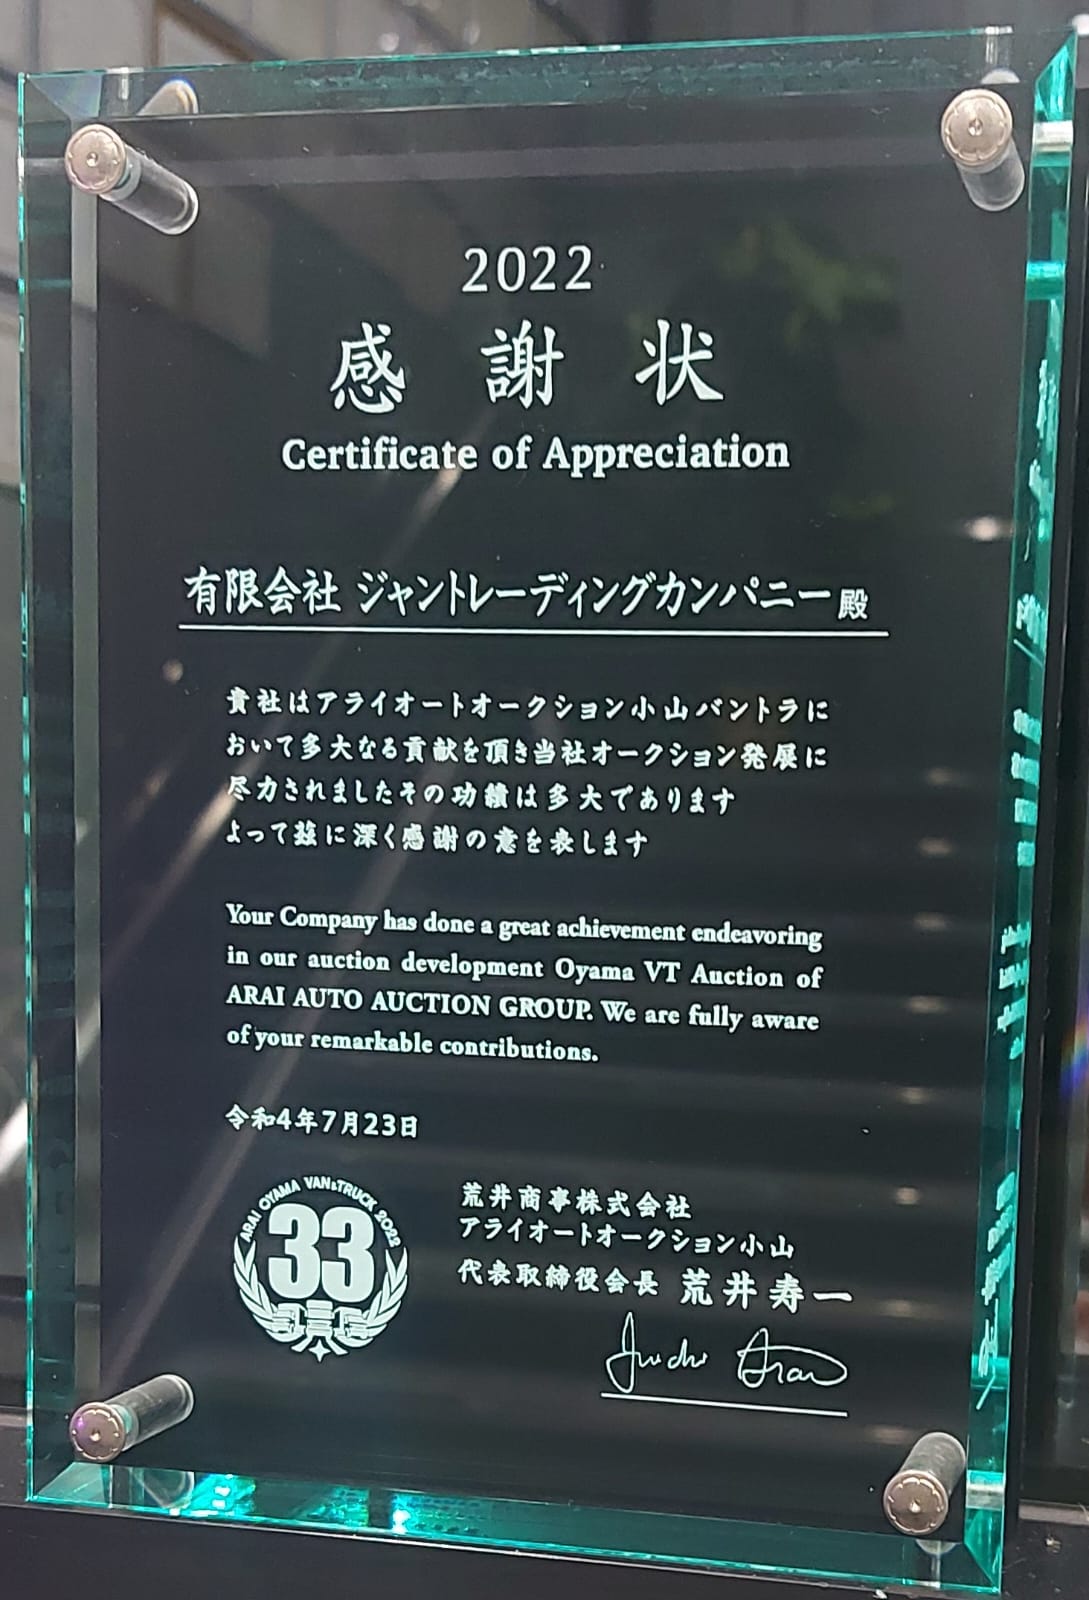 2022
感謝状
Certificate of Appreciation
有限会社 ジャントレーディングカンパニー殿
貴社はアライオートオークション小山バントラに
おいて多大なる貢献を頂き当社オークション発展に
尽力されましたその功績は多大であります
よって茲に深く感謝の意を表します
Your Company has done a great achievement endeavoring
in our auction development Oyama VT Auction of
ARAI AUTO AUCTION GROUP. We are fully aware
of your remarkable contributions.
令和4年7月23日
ARAI OYAMA VAN&TRUCK 2022
33
荒井商事株式会社
アライオートオークション小山
代表取締役会長 荒井寿一
Juichi Arai